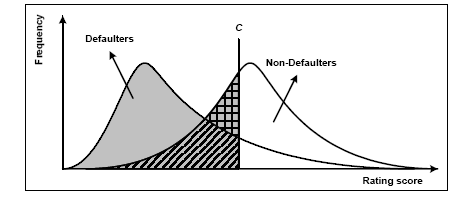 C
Defaulters
Non-Defaulters
Frequency
Rating score